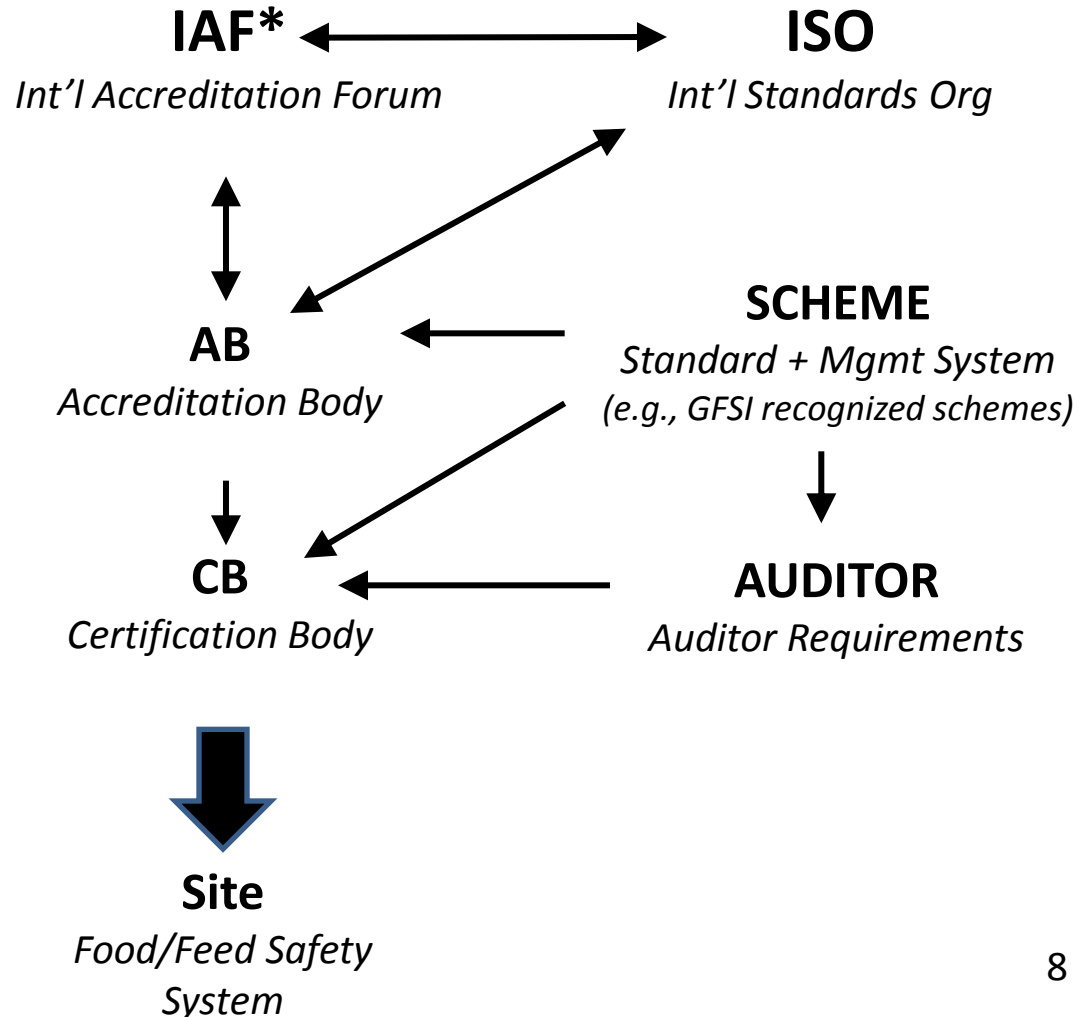 IAF*
ISO
Int’l Accreditation Forum
Int’l Standards Org
SCHEME
AB
Standard + Mgmt System
Accreditation Body
(e.g., GFSI recognized schemes)
CB
AUDITOR
Certification Body
Auditor Requirements
Site
Food/Feed Safety
System
8